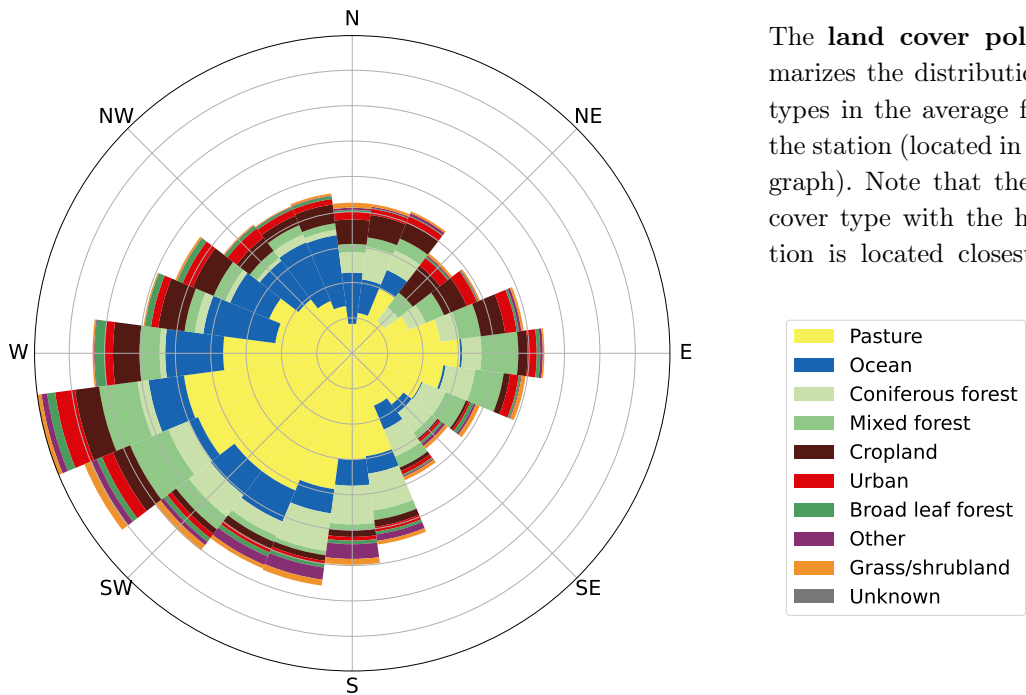 N
NW
NE
W
E
SW
SE
S
The land cover pol
marizes the distributi
types in the average f
the station (located in
graph). Note that the
cover type with the h
tion is located closes
Pasture
Ocean
Coniferous forest
Mixed forest
Cropland
Urban
Broad leaf forest
Other
Grass/shrubland
Unknown